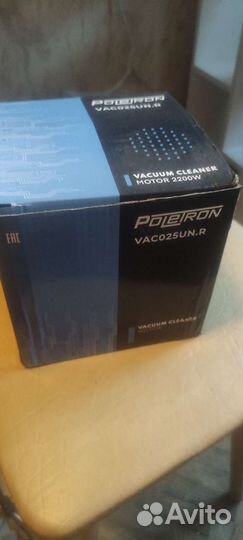 POLETRON
VAC025UN.R
VACUUM CLEANER
MOTOR 2200W
POLETRON
VAC025UN.R
EAC
VACUUM CLEANER
Avito